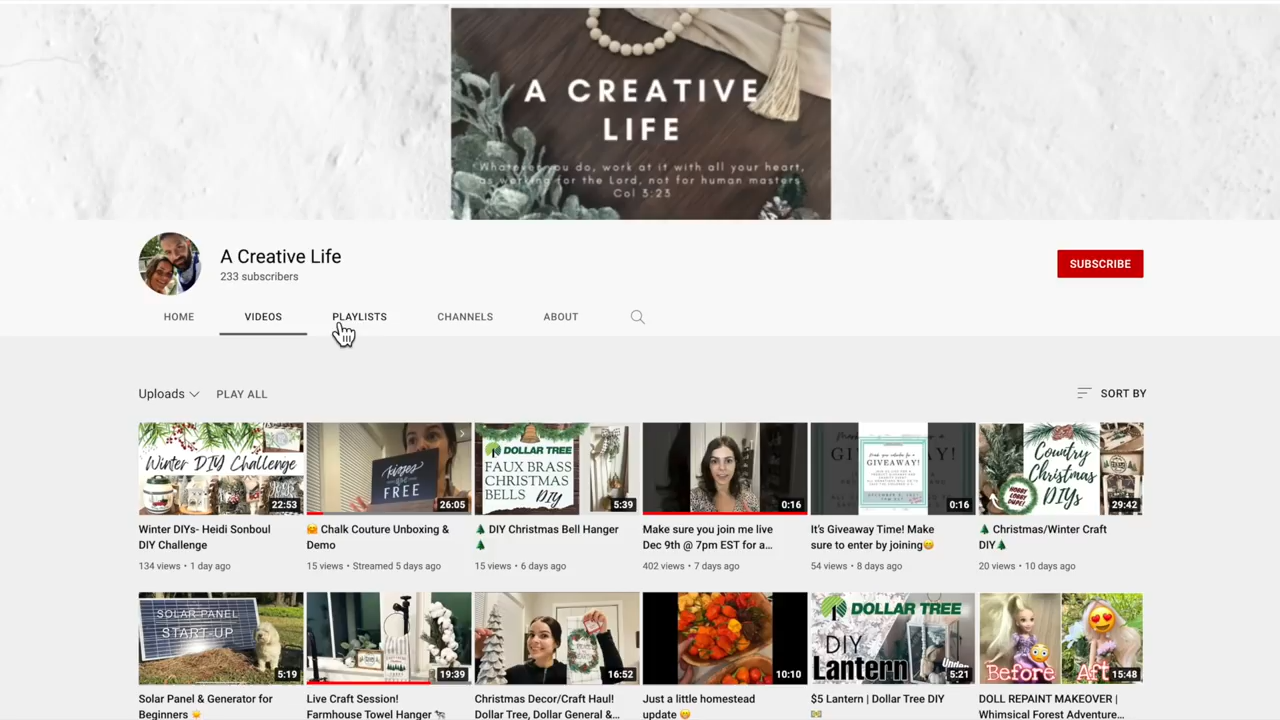 A CREATIVE
LIFE
Whatever you do, work at it with all your heart,
as working for the Lord, not for human masters
Col 3:23
A Creative Life
233 subscribers
SUBSCRIBE
HOME VIDEOS PLAYLISTS CHANNELS ABOUT
Uploads PLAY ALL SORT BY
Winter DIY Challenge
22:53
Kisses
FREE
26:05
DOLLAR TREE
FAUX BRASS
CHRISTMAS
BELLS DIY
5:39
0:16
GIVEAWAY!
0:16
Country
Christmas
DIYs
29:42
Winter DIYs- Heidi Sonboul
DIY Challenge
134 views • 1 day ago
🤗 Chalk Couture Unboxing &
Demo
15 views • Streamed 5 days ago
🌲 DIY Christmas Bell Hanger
🌲
15 views • 6 days ago
Make sure you join me live
Dec 9th @ 7pm EST for a...
402 views • 7 days ago
It's Giveaway Time! Make
sure to enter by joining😋
54 views • 8 days ago
🌲 Christmas/Winter Craft
DIY🌲
20 views • 10 days ago
SOLAR PANEL
START-UP
5:19
19:39
16:52
10:10
DOLLAR TREE
DIY
Lantern
Under
5:21
Before Aft
15:48
Solar Panel & Generator for
Beginners ☀️
Live Craft Session!
Farmhouse Towel Hanger 🐄
Christmas Decor/Craft Haul!
Dollar Tree, Dollar General &...
Just a little homestead
update 😋
$5 Lantern | Dollar Tree DIY
💵
DOLL REPAINT MAKEOVER |
Whimsical Forest Adventure...